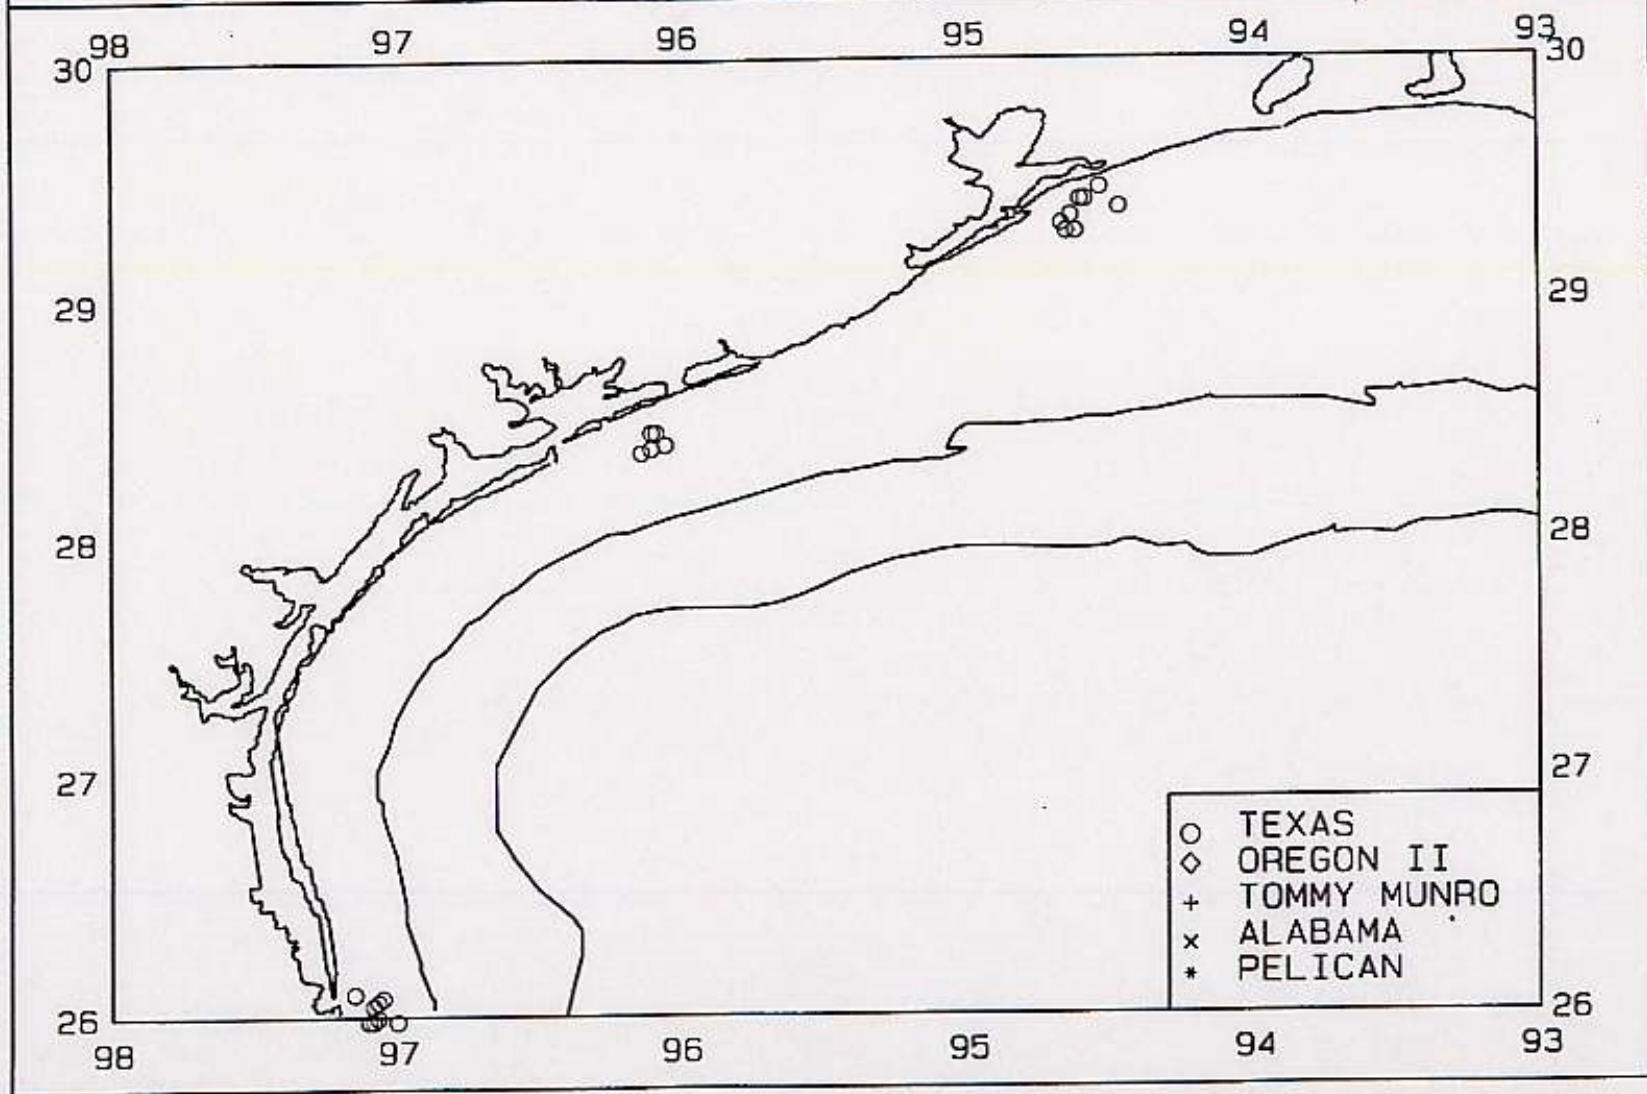 98 97 96 95 94 93
30 30
29 29
28 28
27 27
TEXAS
OREGON II
TOMMY MUNRO
ALABAMA
PELICAN
26 26
98 97 96 95 94 93